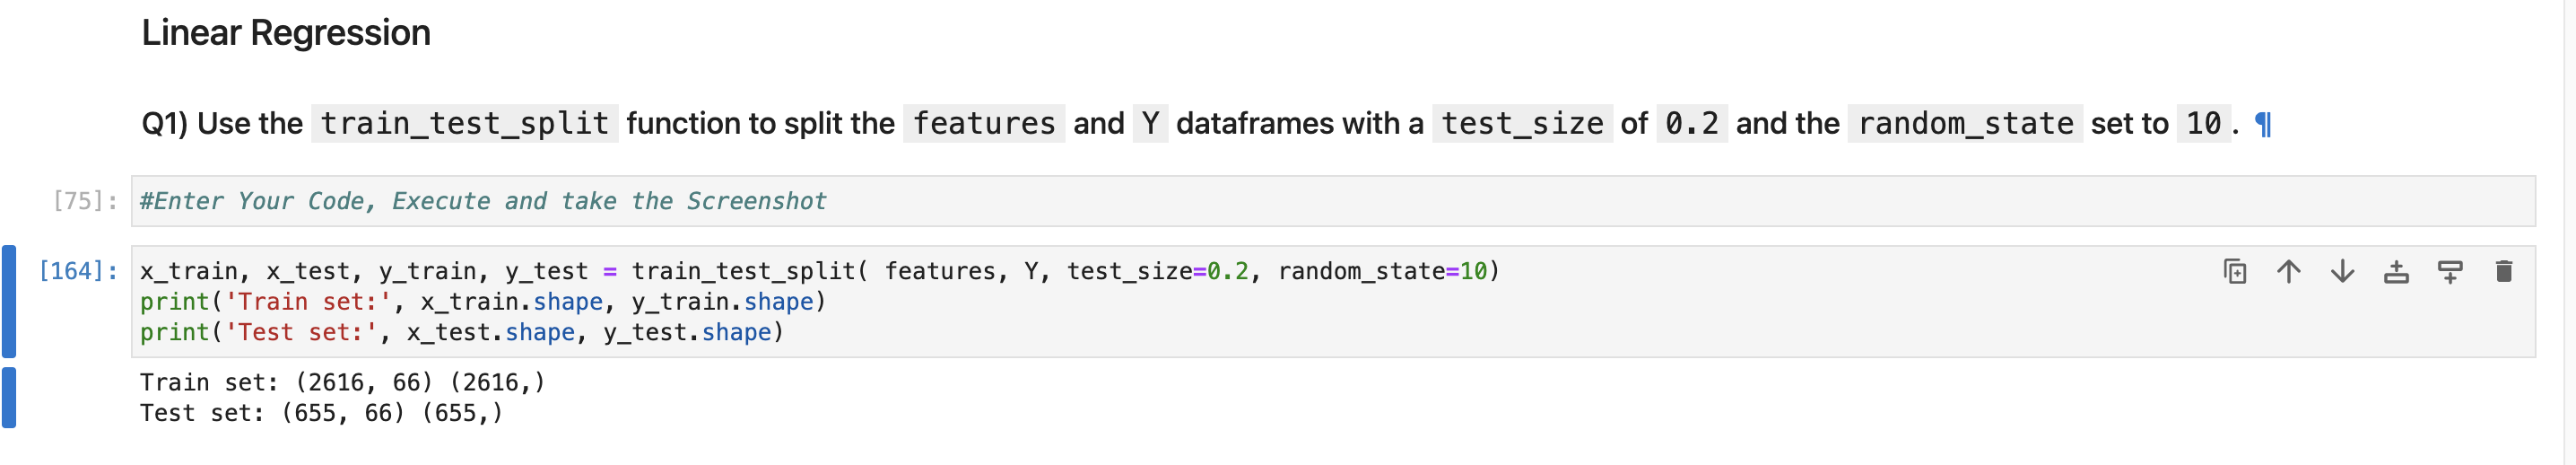 Linear Regression
Q1) Use the train_test_split function to split the features and Y dataframes with a test_size of 0.2 and the random_state set to 10. ¶
[75]: #Enter Your Code, Execute and take the Screenshot
[164]: x_train, x_test, y_train, y_test = train_test_split( features, Y, test_size=0.2, random_state=10)
print('Train set:', x_train.shape, y_train.shape)
print('Test set:', x_test.shape, y_test.shape)
Train set: (2616, 66) (2616,)
Test set: (655, 66) (655,)